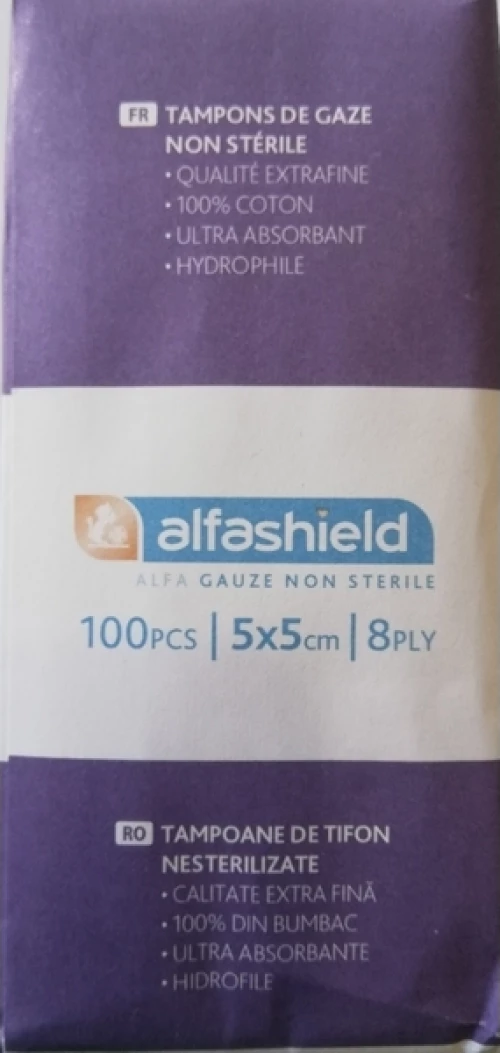 FR TAMPONS DE GAZE
NON STÉRILE
• QUALITÉ EXTRAFINE
• 100% COTON
• ULTRA ABSORBANT
• HYDROPHILE
alfashield
ALFA GAUZE NON STERILE
100PCS | 5x5cm | 8PLY
RO TAMPOANE DE TIFON
NESTERILIZATE
• CALITATE EXTRA FINĂ
• 100% DIN BUMBAC
• ULTRA ABSORBANTE
• HIDROFILE